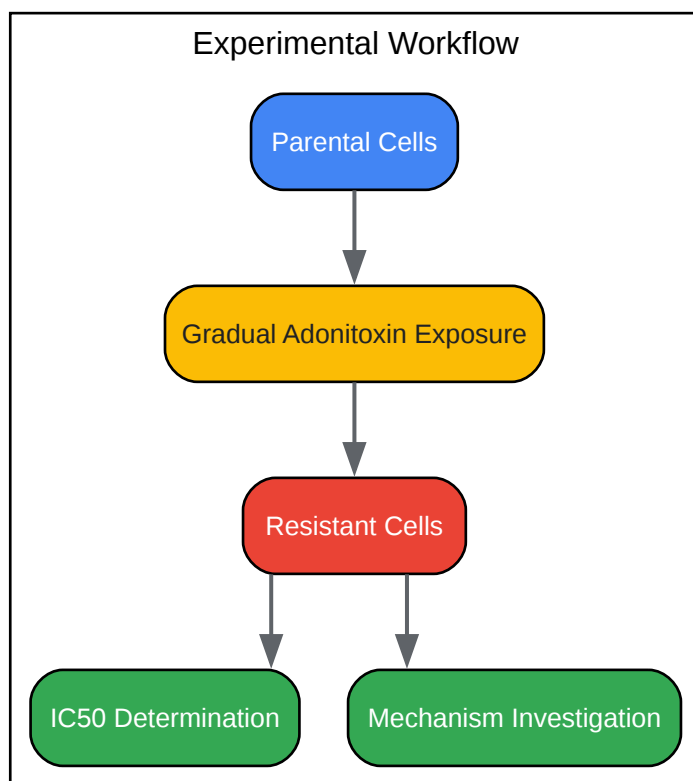 Experimental Workflow
Parental Cells
Gradual Adonitoxin Exposure
Resistant Cells
IC50 Determination
Mechanism Investigation